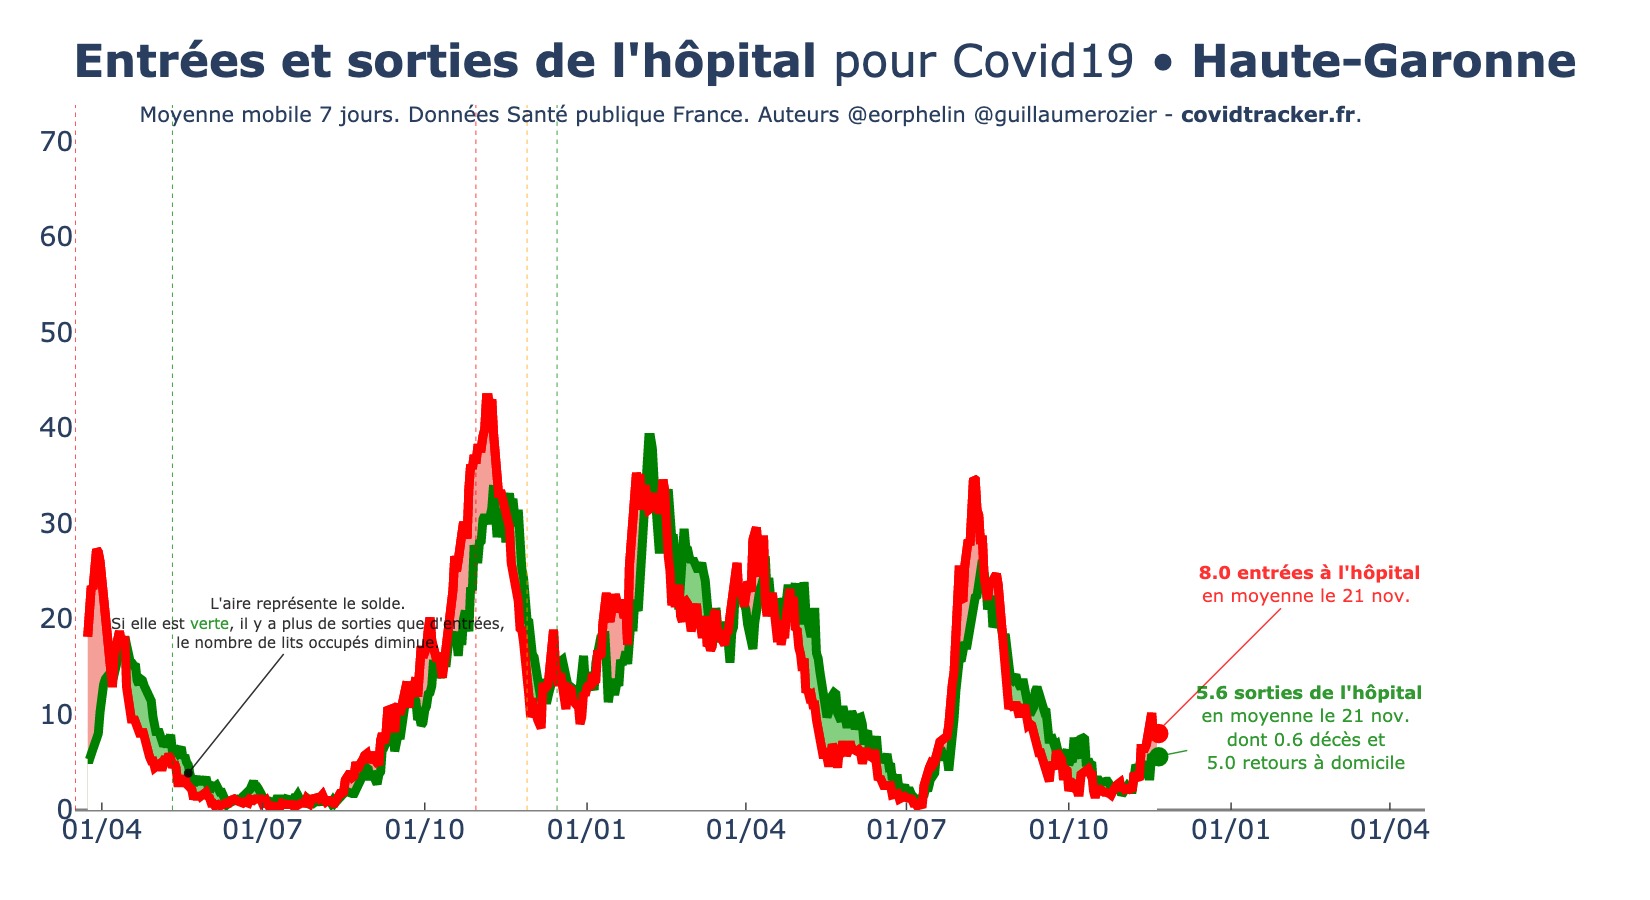 Entrées et sorties de l'hôpital pour Covid19 • Haute-Garonne
Moyenne mobile 7 jours. Données Santé publique France. Auteurs @eorphelin @guillaumerozier - covidtracker.fr.
70
60
50
40
30
20
10
0
L'aire représente le solde.
Si elle est verte, il y a plus de sorties que d'entrées,
le nombre de lits occupés diminue.
8.0 entrées à l'hôpital
en moyenne le 21 nov.
5.6 sorties de l'hôpital
en moyenne le 21 nov.
dont 0.6 décès et
5.0 retours à domicile
01/04
01/07
01/10
01/01
01/04
01/07
01/10
01/01
01/04